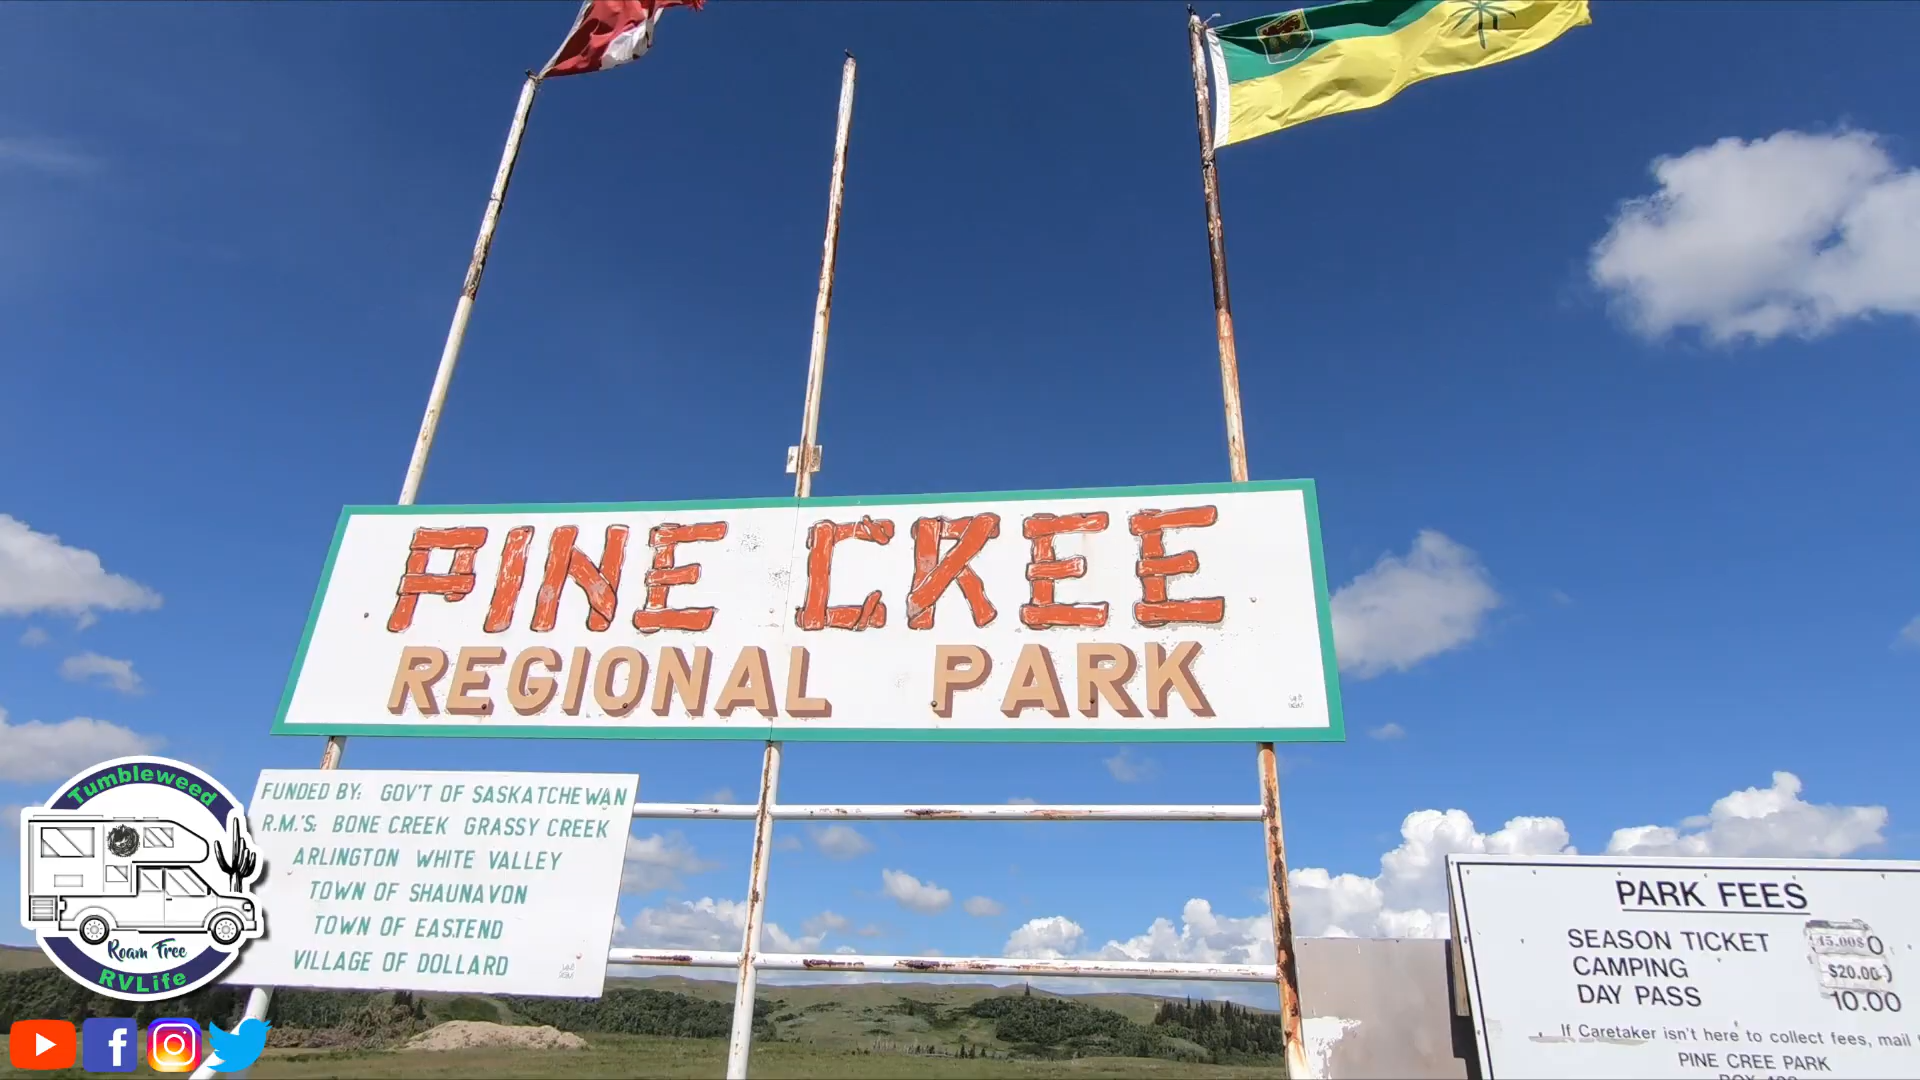 PINE CREE
REGIONAL PARK
FUNDED BY: GOV'T OF SASKATCHEWAN
R.M.'S: BONE CREEK GRASSY CREEK
ARLINGTON WHITE VALLEY
TOWN OF SHAUNAVON
TOWN OF EASTEND
VILLAGE OF DOLLARD
PARK FEES
SEASON TICKET
CAMPING $20.00
DAY PASS 10.00
If Caretaker isn't here to collect fees, mail
PINE CREE PARK
Tumbleweed
Roam Free
RVLife